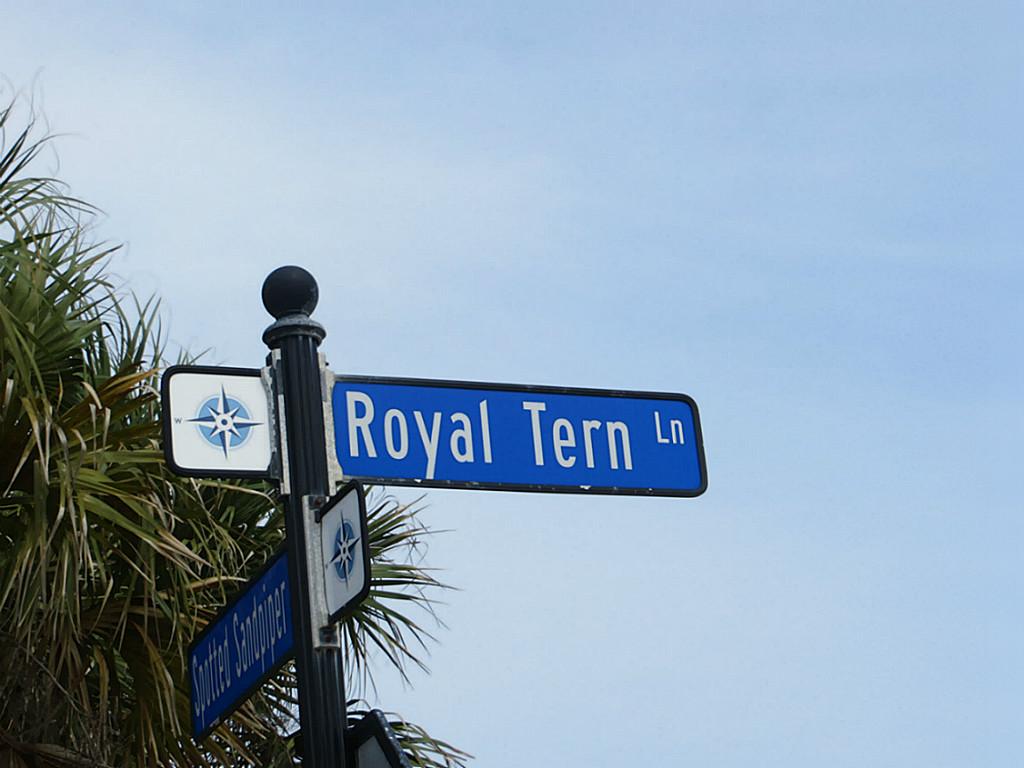 W
Royal Tern Ln
Spotted Sandpiper